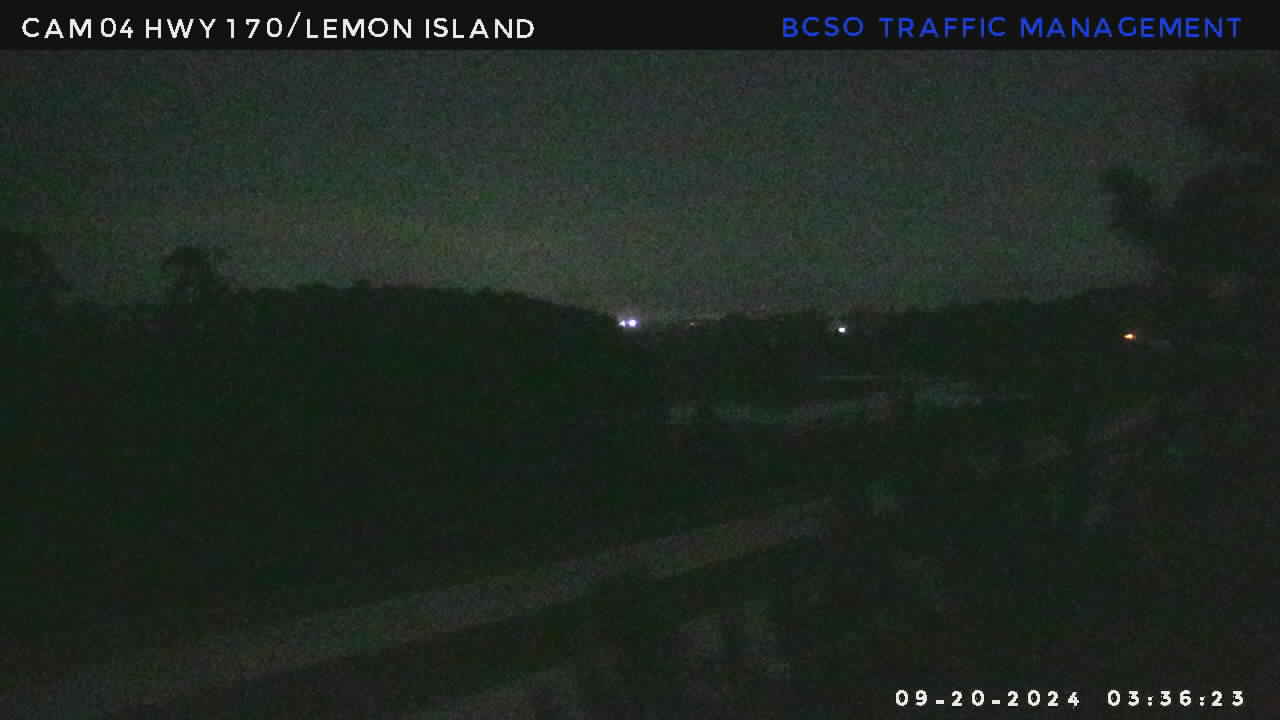 CAM04 HWY 170/LEMON ISLAND
BCSO TRAFFIC MANAGEMENT
09-20-2024 03:36:23